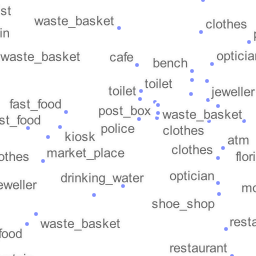 st
waste_basket
clothes
in
waste_basket
cafe
bench
optician
toilet
toilet
jeweller
fast_food
post_box
waste_basket
st_food
police
clothes
kiosk
atm
othes
market_place
clothes
flori
eweller
drinking_water
optician
mo
shoe_shop
waste_basket
resta
food
restaurant